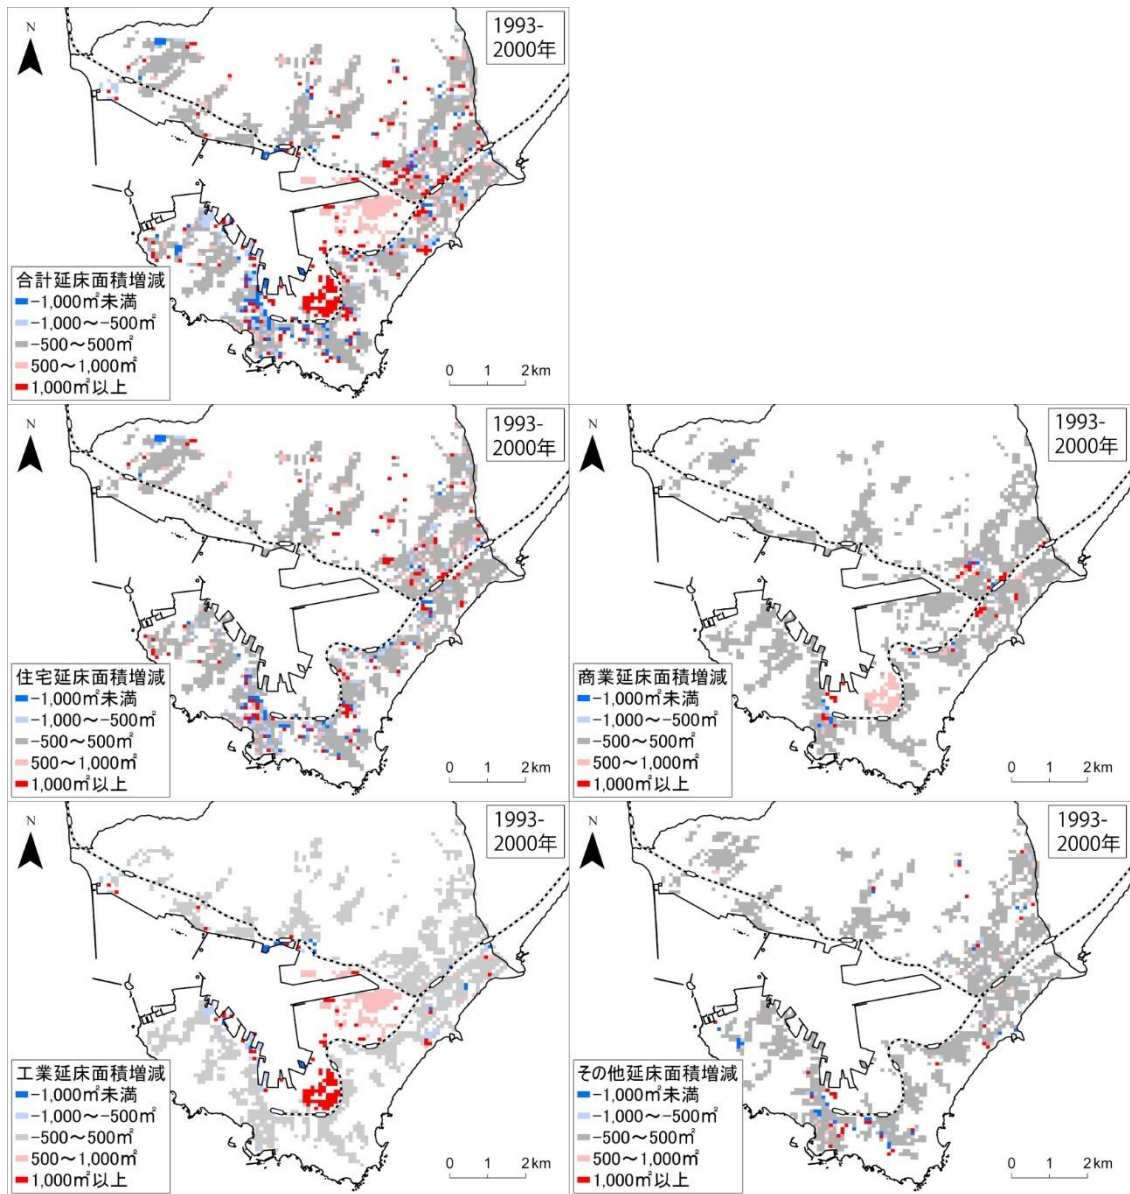 N
1993-
2000年
合計延床面積増減
-1,000㎡未満
-1,000～-500㎡
-500～500㎡
500～1,000㎡
1,000㎡以上
0 1 2km
N
1993-
2000年
住宅延床面積増減
-1,000㎡未満
-1,000～-500㎡
-500～500㎡
500～1,000㎡
1,000㎡以上
0 1 2km
N
1993-
2000年
商業延床面積増減
-1,000㎡未満
-1,000～-500㎡
-500～500㎡
500～1,000㎡
1,000㎡以上
0 1 2km
N
1993-
2000年
工業延床面積増減
-1,000㎡未満
-1,000～-500㎡
-500～500㎡
500～1,000㎡
1,000㎡以上
0 1 2km
N
1993-
2000年
その他延床面積増減
-1,000㎡未満
-1,000～-500㎡
-500～500㎡
500～1,000㎡
1,000㎡以上
0 1 2km